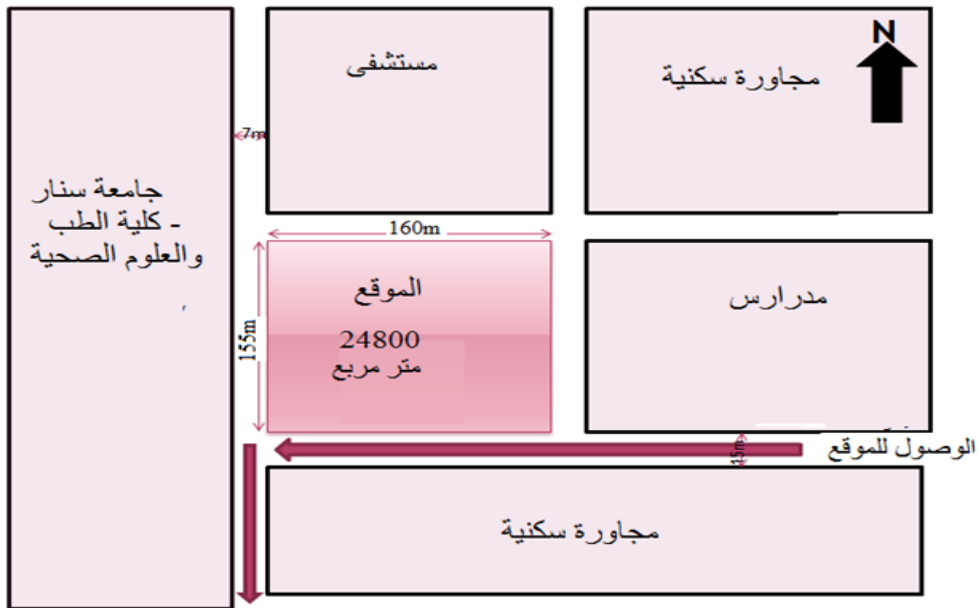 مستشفى
مجاورة سكنية
N
7m
جامعة سنار
- كلية الطب
والعلوم الصحية
160m
155m
الموقع
24800
متر مربع
مدرارس
15m
الوصول للموقع
مجاورة سكنية